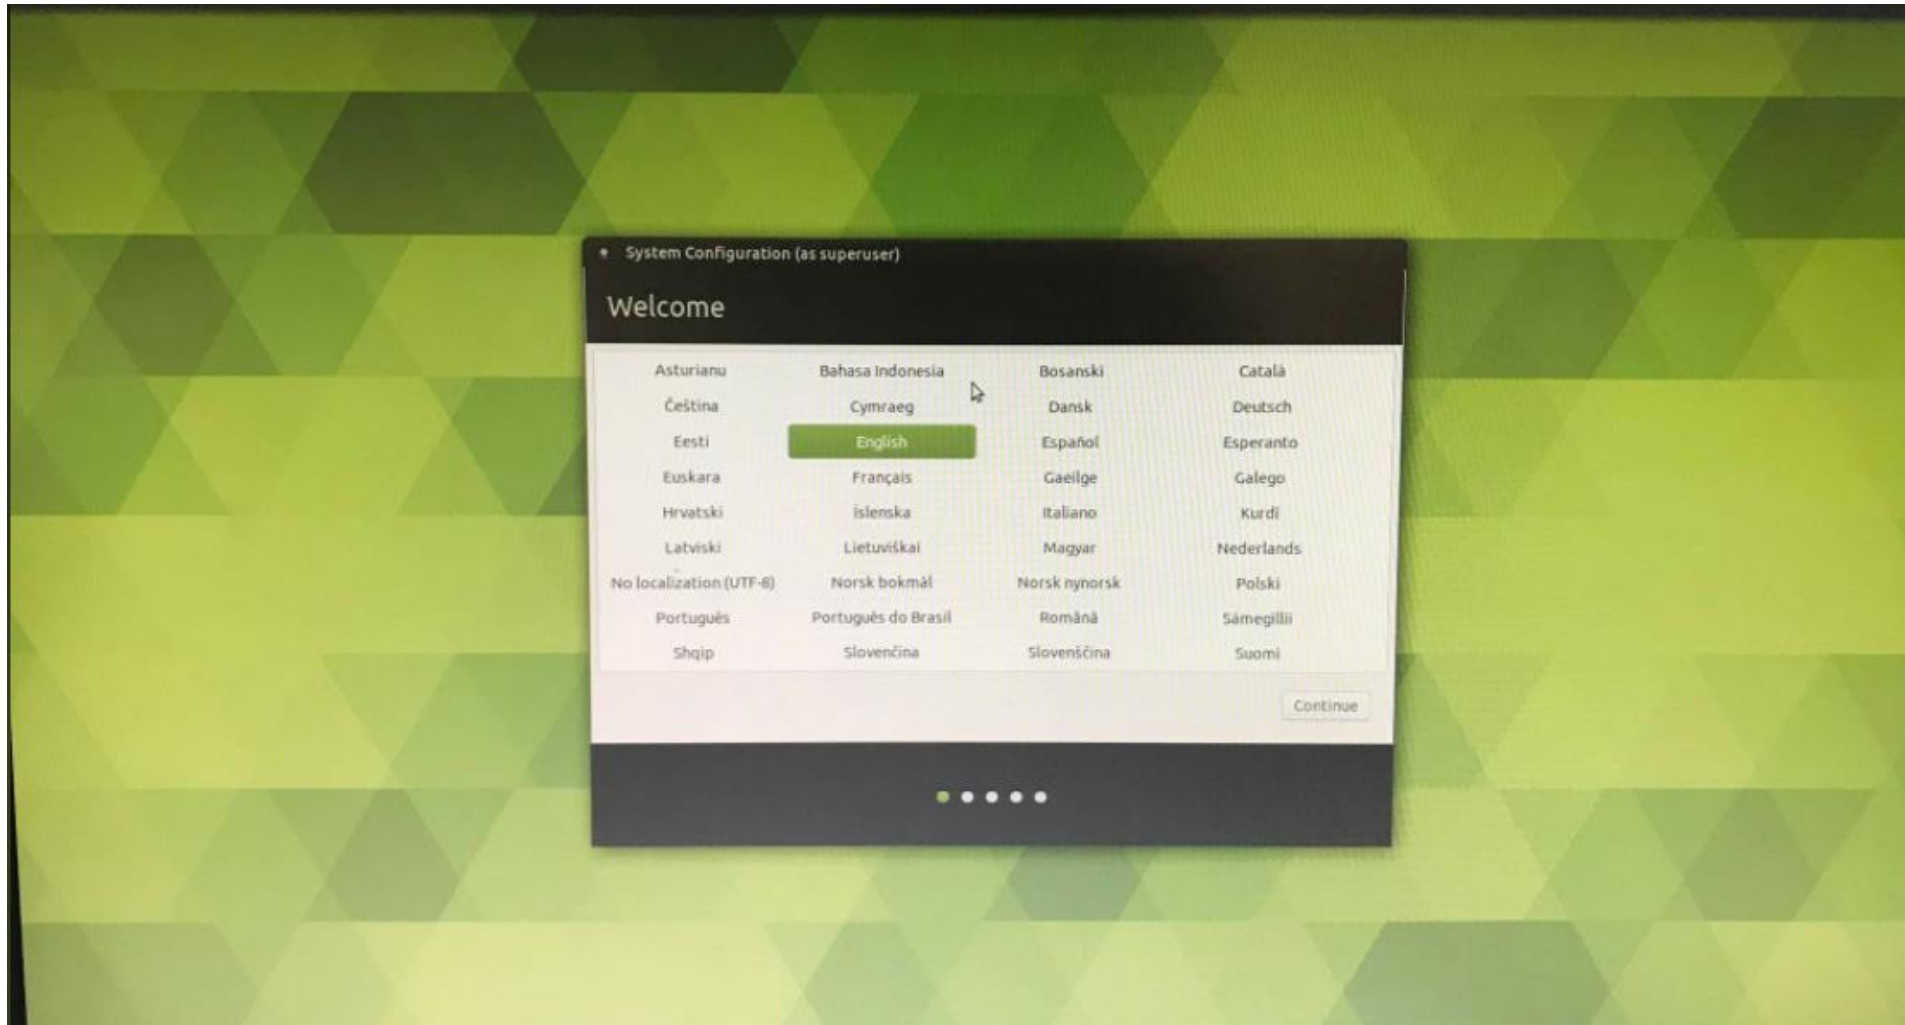 System Configuration (as superuser)
Welcome
Asturianu Bahasa Indonesia Bosanski Català
Čeština Cymraeg Dansk Deutsch
Eesti English Español Esperanto
Euskara Français Gaeilge Galego
Hrvatski Íslenska Italiano Kurdî
Latviski Lietuviškai Magyar Nederlands
No localization (UTF-8) Norsk bokmål Norsk nynorsk Polski
Português Português do Brasil Română Sámegillii
Shqip Slovenčina Slovenščina Suomi
Continue